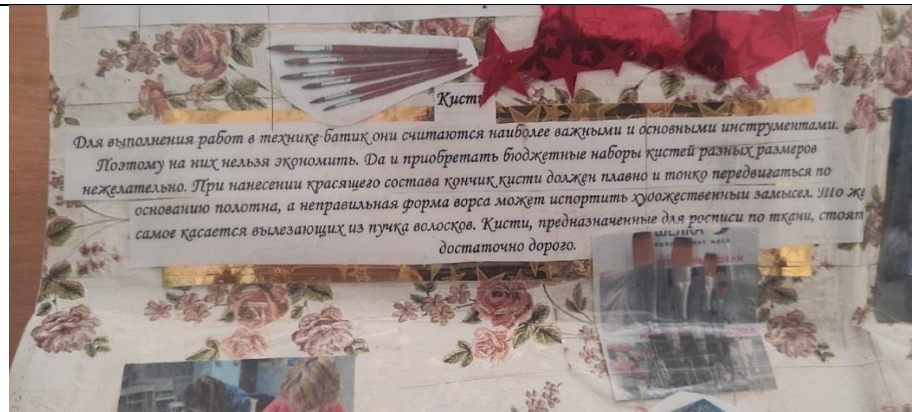 Кисти
Для выполнения работ в технике батик они считаются наиболее важными и основными инструментами.
Поэтому на них нельзя экономить. Да и приобретать бюджетные наборы кистей разных размеров
нежелательно. При нанесении красящего состава кончик кисти должен плавно и тонко передвигаться по
основанию полотна, а неправильная форма ворса может испортить художественный замысел. То же
самое касается вылезающих из пучка волосков. Кисти, предназначенные для росписи по ткани, стоят
достаточно дорого.